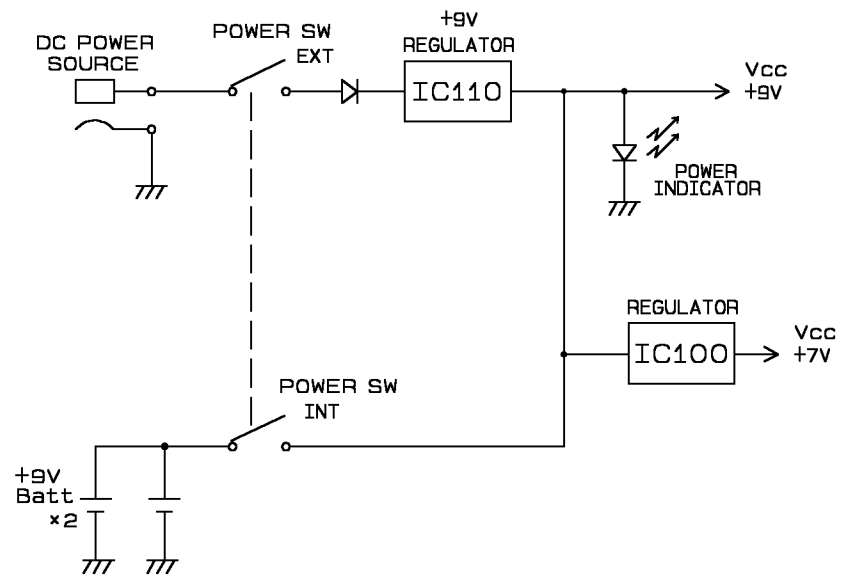 +9V
REGULATOR
POWER SW
EXT
DC POWER
SOURCE
IC110
Vcc
+9V
POWER
INDICATOR
REGULATOR
IC100
Vcc
+7V
POWER SW
INT
+9V
Batt
×2